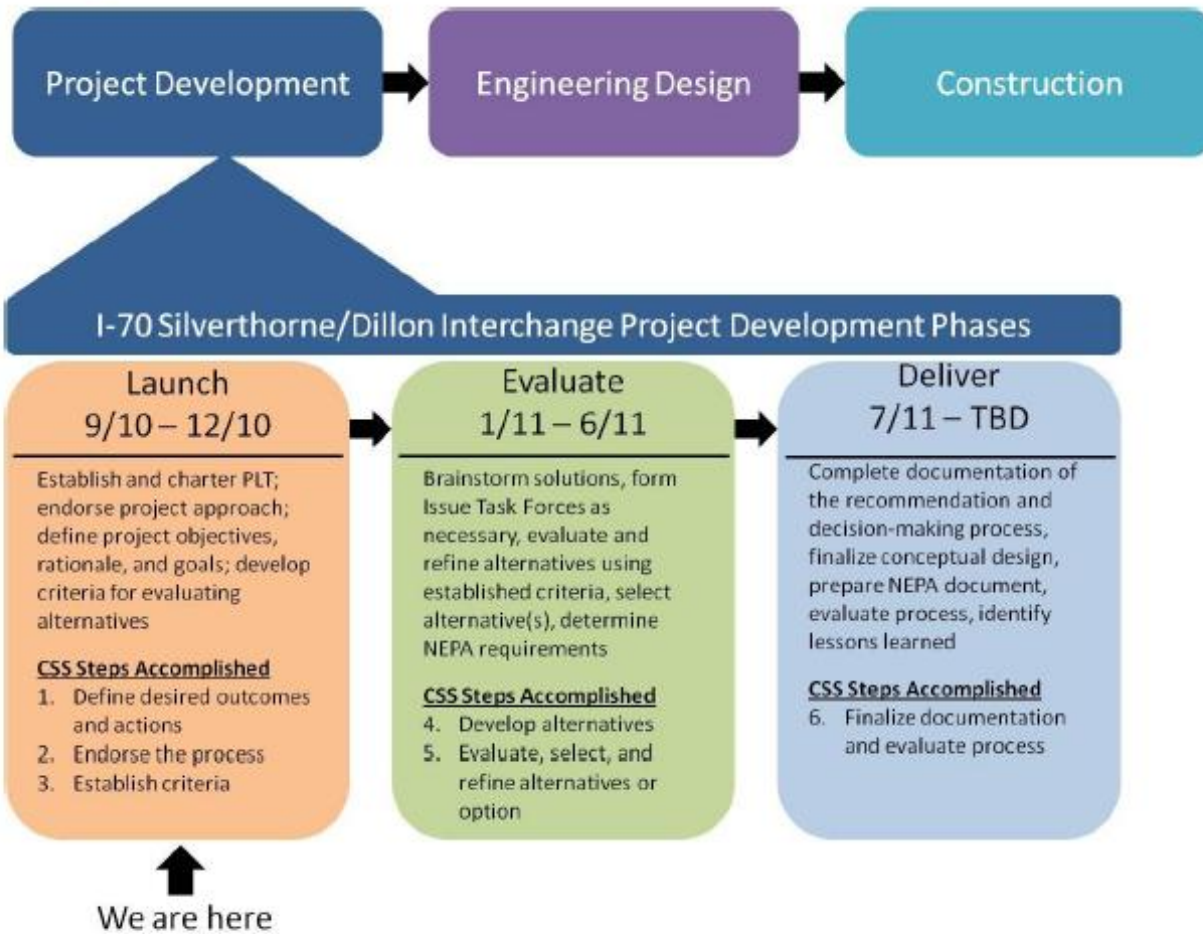 Project Development
Engineering Design
Construction
I-70 Silverthorne/Dillon Interchange Project Development Phases
Launch
9/10 – 12/10
Establish and charter PLT;
endorse project approach;
define project objectives,
rationale, and goals; develop
criteria for evaluating
alternatives
CSS Steps Accomplished
1. Define desired outcomes
and actions
2. Endorse the process
3. Establish criteria
Evaluate
1/11 – 6/11
Brainstorm solutions, form
Issue Task Forces as
necessary, evaluate and
refine alternatives using
established criteria, select
alternative(s), determine
NEPA requirements
CSS Steps Accomplished
4. Develop alternatives
5. Evaluate, select, and
refine alternatives or
option
Deliver
7/11 – TBD
Complete documentation of
the recommendation and
decision-making process,
finalize conceptual design,
prepare NEPA document,
evaluate process, identify
lessons learned
CSS Steps Accomplished
6. Finalize documentation
and evaluate process
We are here